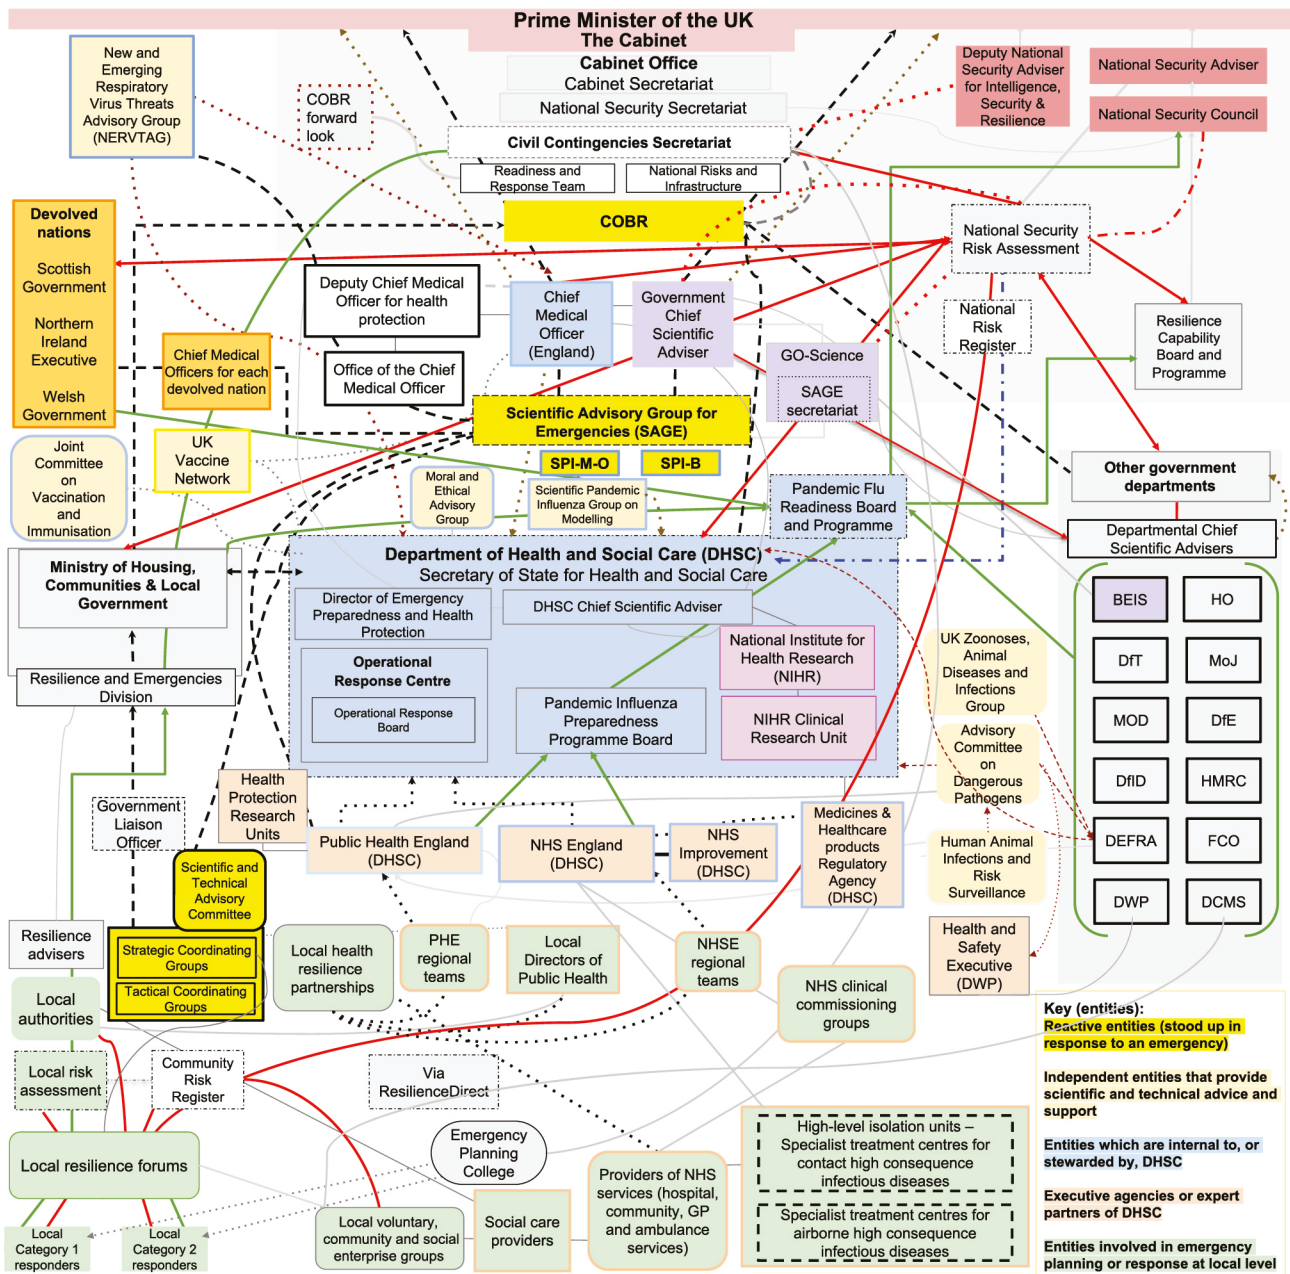 Prime Minister of the UK
The Cabinet
Cabinet Office
Cabinet Secretariat
National Security Secretariat
New and
Emerging
Respiratory
Virus Threats
Advisory Group
(NERVTAG)
COBR
forward
look
Deputy National
Security Adviser
for Intelligence,
Security &
Resilience
National Security Adviser
National Security Council
Civil Contingencies Secretariat
Readiness and
Response Team
National Risks and
Infrastructure
COBR
Devolved
nations
Scottish
Government
Northern
Ireland
Executive
Welsh
Government
National Security
Risk Assessment
Deputy Chief Medical
Officer for health
protection
Chief
Medical
Officer
(England)
Government
Chief
Scientific
Adviser
National
Risk
Register
Resilience
Capability
Board and
Programme
Chief Medical
Officers for each
devolved nation
Office of the Chief
Medical Officer
GO-Science
SAGE
secretariat
Scientific Advisory Group for
Emergencies (SAGE)
SPI-M-O
SPI-B
Joint
Committee
on
Vaccination
and
Immunisation
UK
Vaccine
Network
Moral and
Ethical
Advisory
Group
Scientific Pandemic
Influenza Group on
Modelling
Pandemic Flu
Readiness Board
and Programme
Other government
departments
Departmental Chief
Scientific Advisers
Ministry of Housing,
Communities & Local
Government
Resilience and Emergencies
Division
Department of Health and Social Care (DHSC)
Secretary of State for Health and Social Care
Director of Emergency
Preparedness and Health
Protection
DHSC Chief Scientific Adviser
Operational
Response Centre
Operational Response
Board
National Institute for
Health Research
(NIHR)
NIHR Clinical
Research Unit
Pandemic Influenza
Preparedness
Programme Board
UK Zoonoses,
Animal
Diseases and
Infections
Group
Advisory
Committee
on
Dangerous
Pathogens
Human Animal
Infections and
Risk
Surveillance
BEIS
HO
DfT
MoJ
MOD
DfE
DfID
HMRC
DEFRA
FCO
DWP
DCMS
Health
Protection
Research
Units
Government
Liaison
Officer
Public Health England
(DHSC)
NHS England
(DHSC)
NHS
Improvement
(DHSC)
Medicines &
Healthcare
products
Regulatory
Agency
(DHSC)
Scientific and
Technical
Advisory
Committee
Strategic Coordinating
Groups
Tactical Coordinating
Groups
Resilience
advisers
Local
authorities
Local health
resilience
partnerships
PHE
regional
teams
Local
Directors of
Public Health
NHSE
regional
teams
NHS clinical
commissioning
groups
Health and
Safety
Executive
(DWP)
Local risk
assessment
Community
Risk
Register
Via
ResilienceDirect
Emergency
Planning
College
Local resilience forums
Local
Category 1
responders
Local
Category 2
responders
Local voluntary,
community and social
enterprise groups
Social care
providers
Providers of NHS
services (hospital,
community, GP
and ambulance
services)
High-level isolation units –
Specialist treatment centres for
contact high consequence
infectious diseases
Specialist treatment centres for
airborne high consequence
infectious diseases
Key (entities):
Reactive entities (stood up in
response to an emergency)
Independent entities that provide
scientific and technical advice and
support
Entities which are internal to, or
stewarded by, DHSC
Executive agencies or expert
partners of DHSC
Entities involved in emergency
planning or response at local level